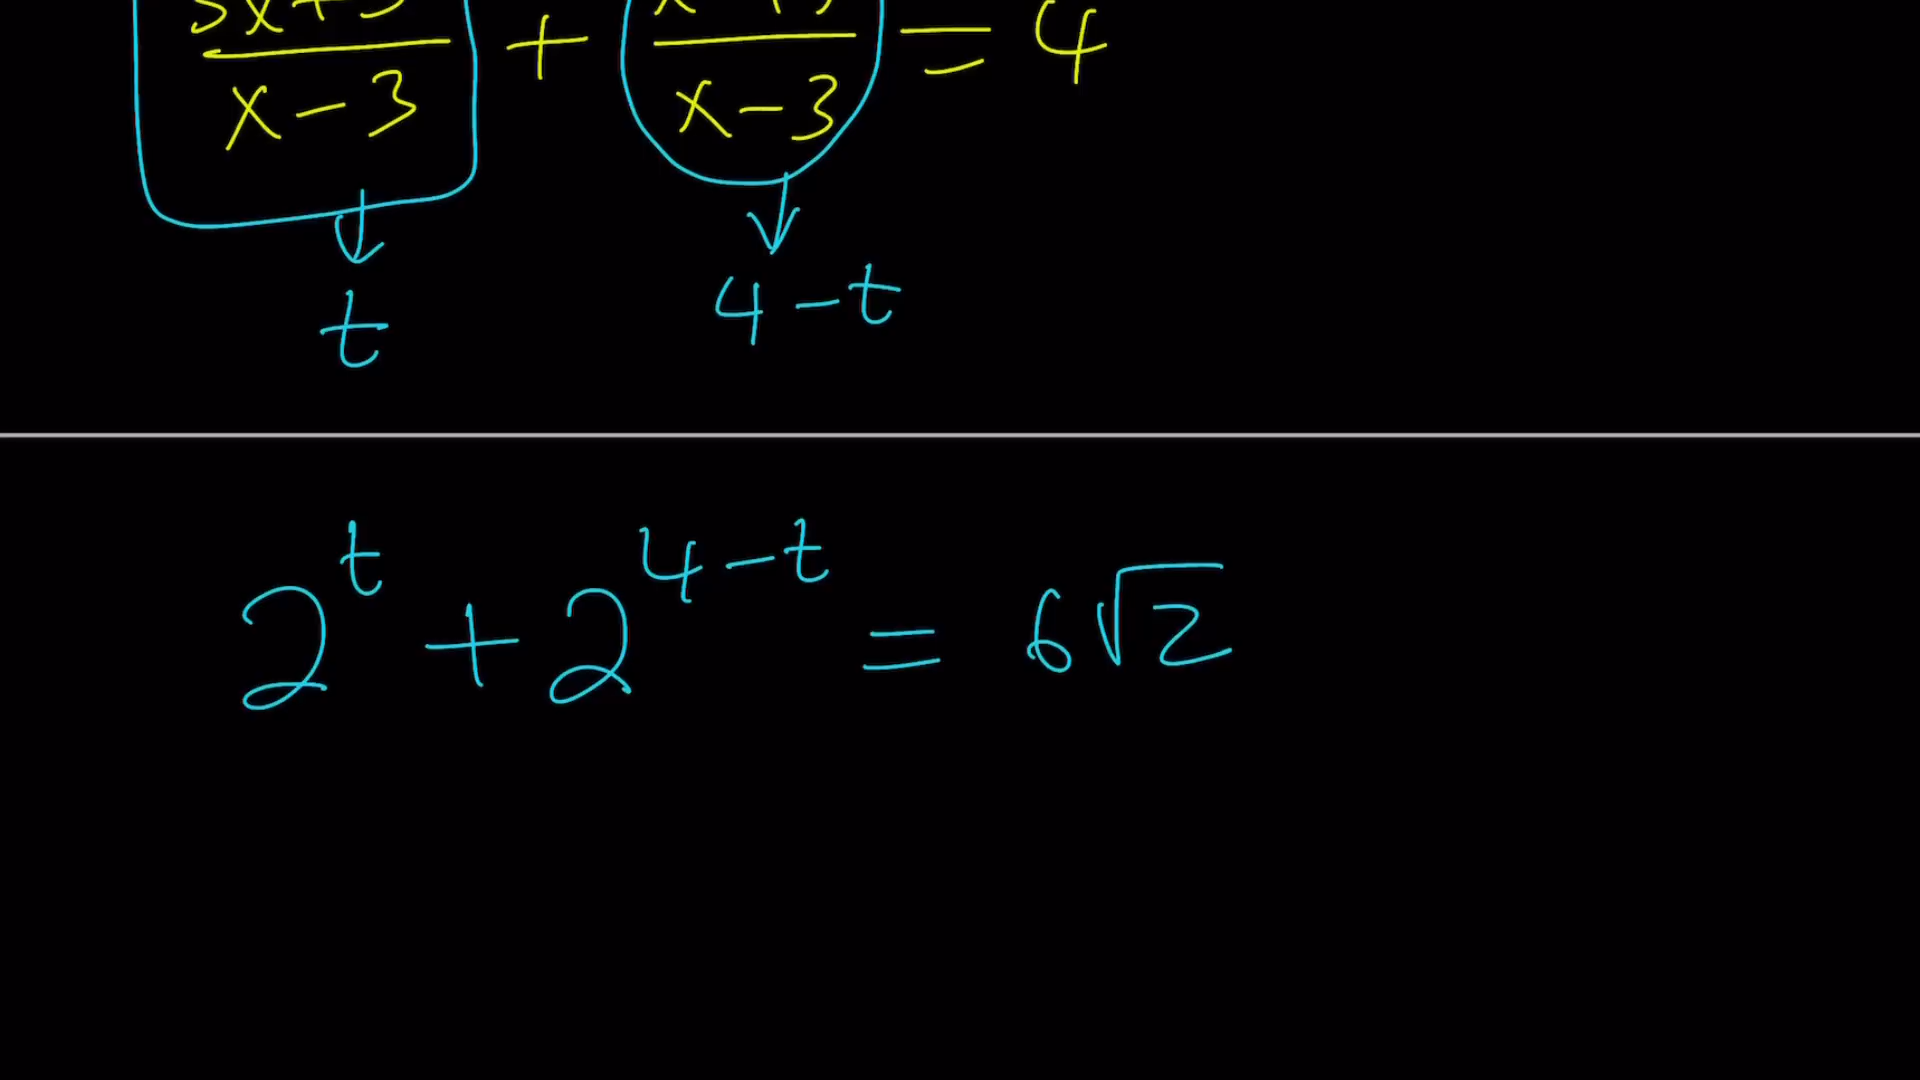 + = 4
x - 3 x - 3
t 4 - t
2^t + 2^{4 - t} = 6√2